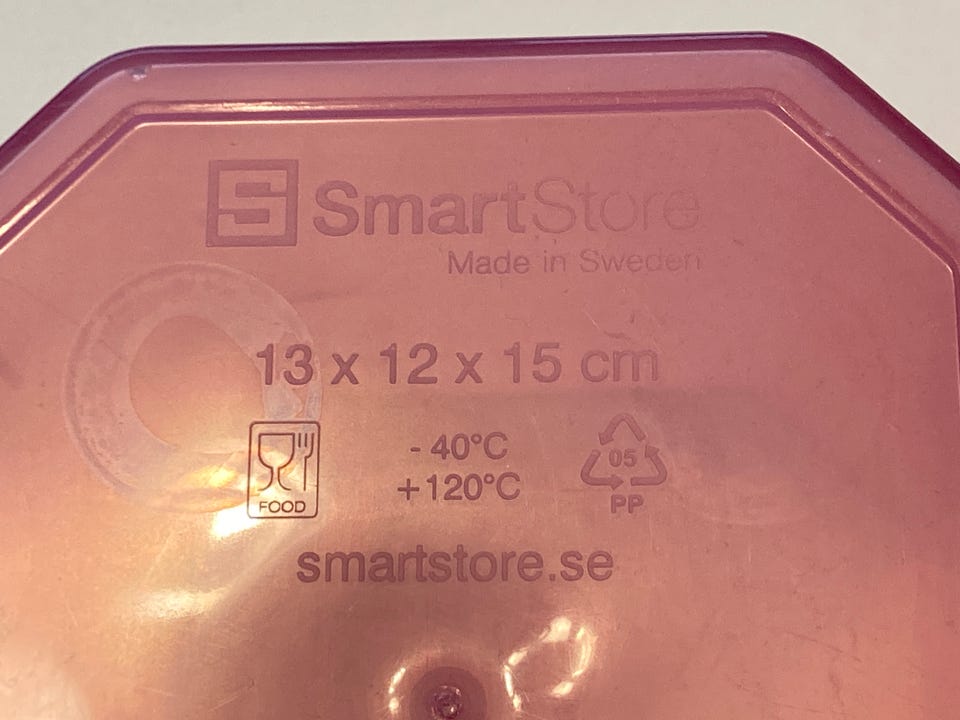 S SmartStore
Made in Sweden
13 x 12 x 15 cm
FOOD
- 40°C
+120°C
05
PP
smartstore.se